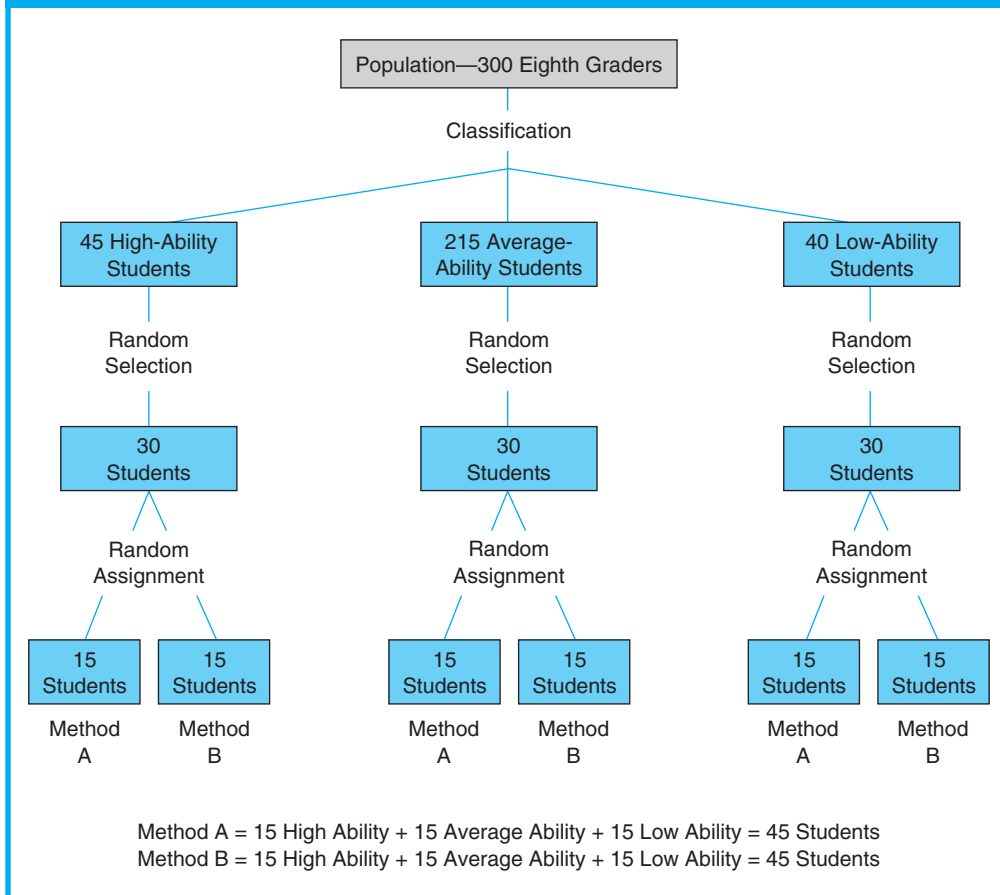 Population—300 Eighth Graders
Classification
45 High-Ability
Students
215 Average-
Ability Students
40 Low-Ability
Students
Random
Selection
Random
Selection
Random
Selection
30
Students
30
Students
30
Students
Random
Assignment
Random
Assignment
Random
Assignment
15
Students
15
Students
15
Students
15
Students
15
Students
15
Students
Method
A
Method
B
Method
A
Method
B
Method
A
Method
B
Method A = 15 High Ability + 15 Average Ability + 15 Low Ability = 45 Students
Method B = 15 High Ability + 15 Average Ability + 15 Low Ability = 45 Students